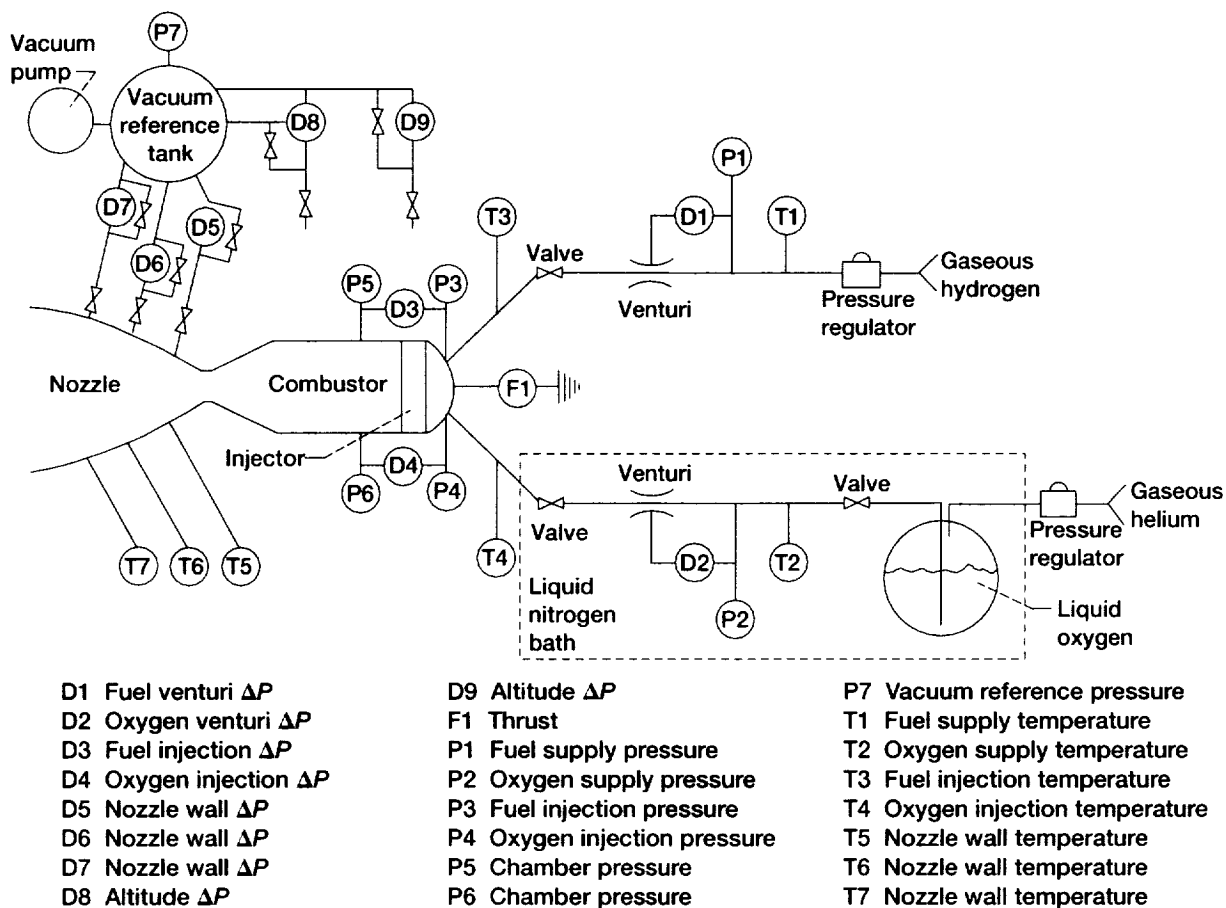 P7
Vacuum
pump
Vacuum
reference
tank
D8
D9
P1
D7
D5
D6
T3
D1
T1
Valve
Gaseous
hydrogen
P5
D3
P3
Venturi
Pressure
regulator
Nozzle
Combustor
F1
Injector
D4
P6
P4
Venturi
Valve
Gaseous
helium
Valve
Pressure
regulator
T7
T6
T5
T4
D2
T2
Liquid
nitrogen
bath
P2
Liquid
oxygen
D1 Fuel venturi ΔP
D2 Oxygen venturi ΔP
D3 Fuel injection ΔP
D4 Oxygen injection ΔP
D5 Nozzle wall ΔP
D6 Nozzle wall ΔP
D7 Nozzle wall ΔP
D8 Altitude ΔP
D9 Altitude ΔP
F1 Thrust
P1 Fuel supply pressure
P2 Oxygen supply pressure
P3 Fuel injection pressure
P4 Oxygen injection pressure
P5 Chamber pressure
P6 Chamber pressure
P7 Vacuum reference pressure
T1 Fuel supply temperature
T2 Oxygen supply temperature
T3 Fuel injection temperature
T4 Oxygen injection temperature
T5 Nozzle wall temperature
T6 Nozzle wall temperature
T7 Nozzle wall temperature